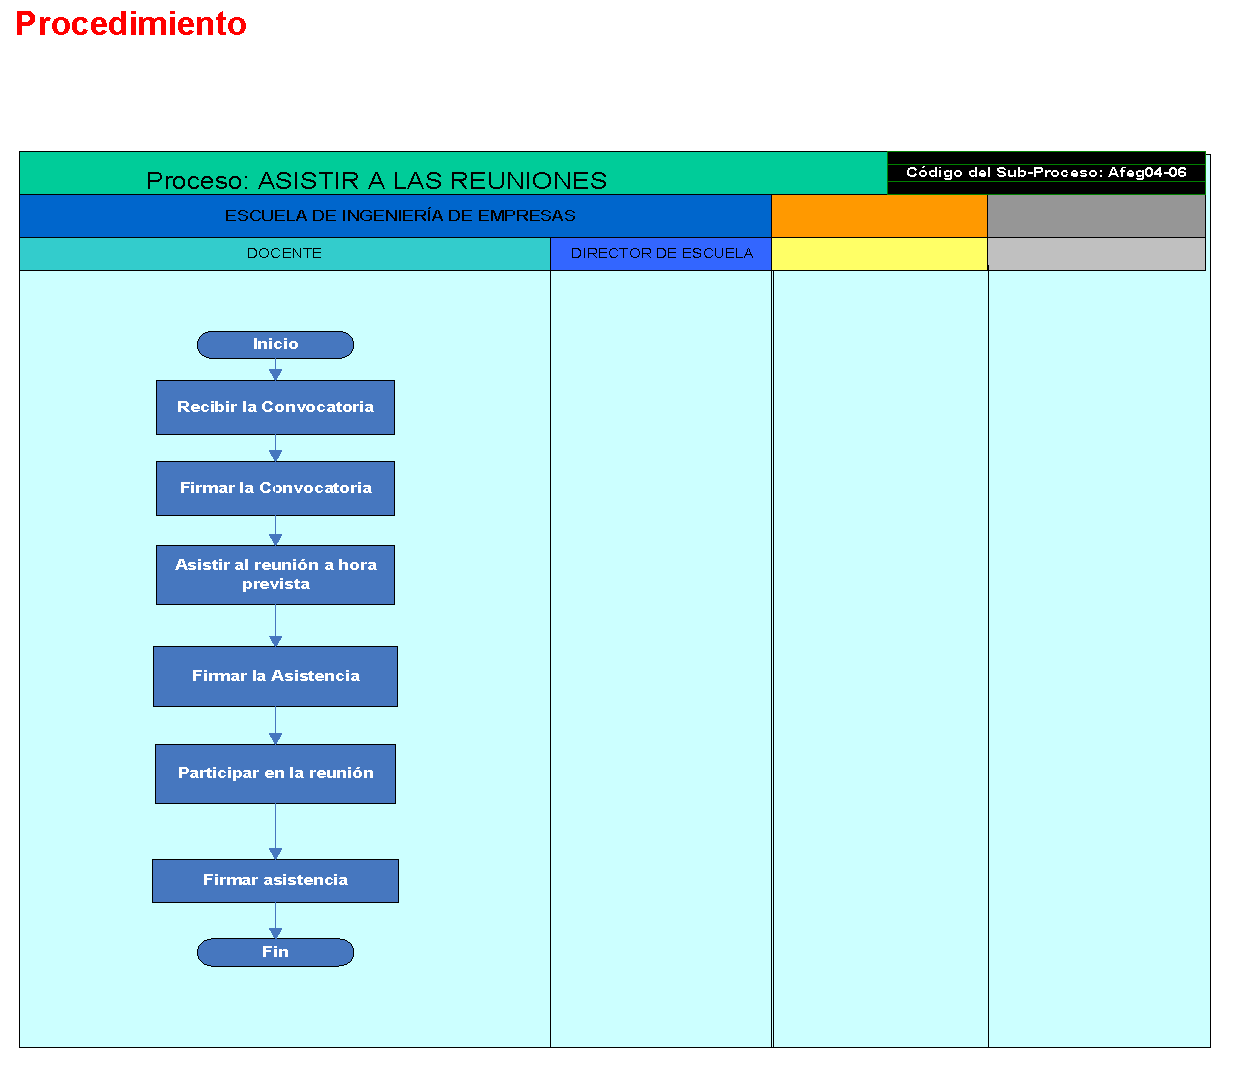 Procedimiento
Proceso: ASISTIR A LAS REUNIONES
Código del Sub-Proceso: Afeg04-06
ESCUELA DE INGENIERÍA DE EMPRESAS
DOCENTE
DIRECTOR DE ESCUELA
Inicio
Recibir la Convocatoria
Firmar la Convocatoria
Asistir al reunión a hora
prevista
Firmar la Asistencia
Participar en la reunión
Firmar asistencia
Fin